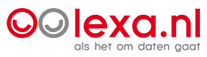 lexa.nl
als het om daten gaat